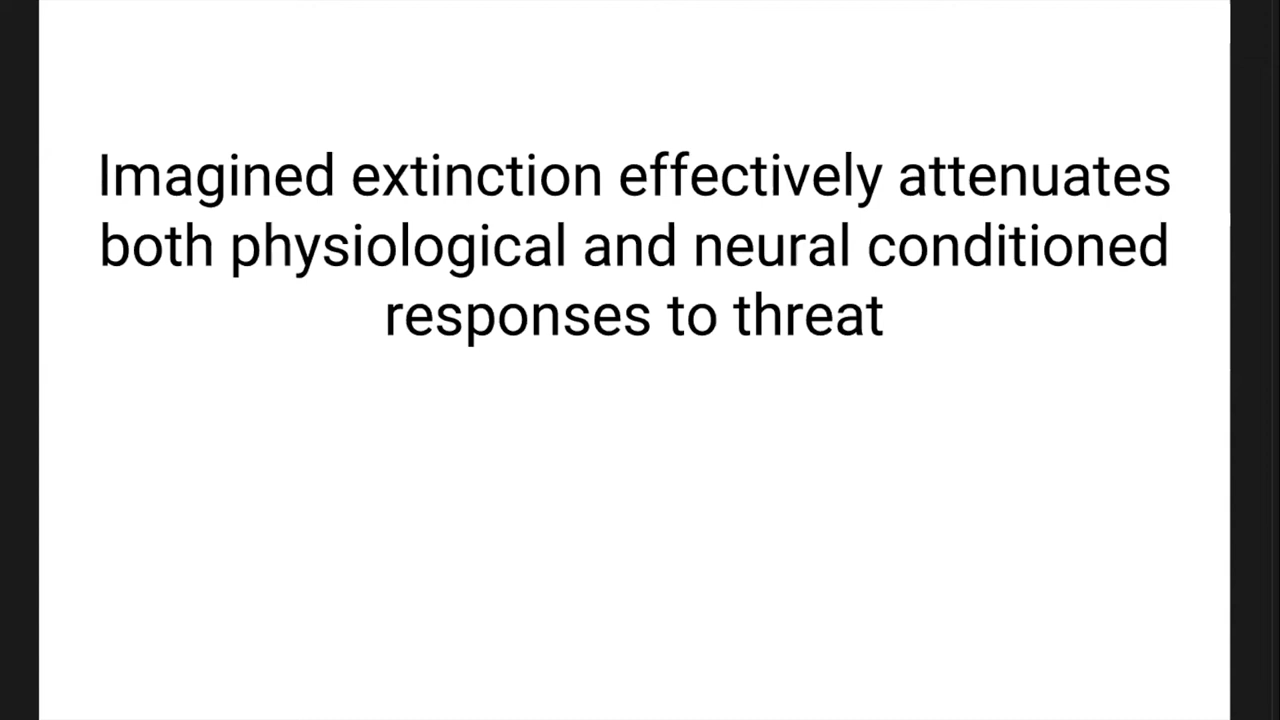 Imagined extinction effectively attenuates
both physiological and neural conditioned
responses to threat